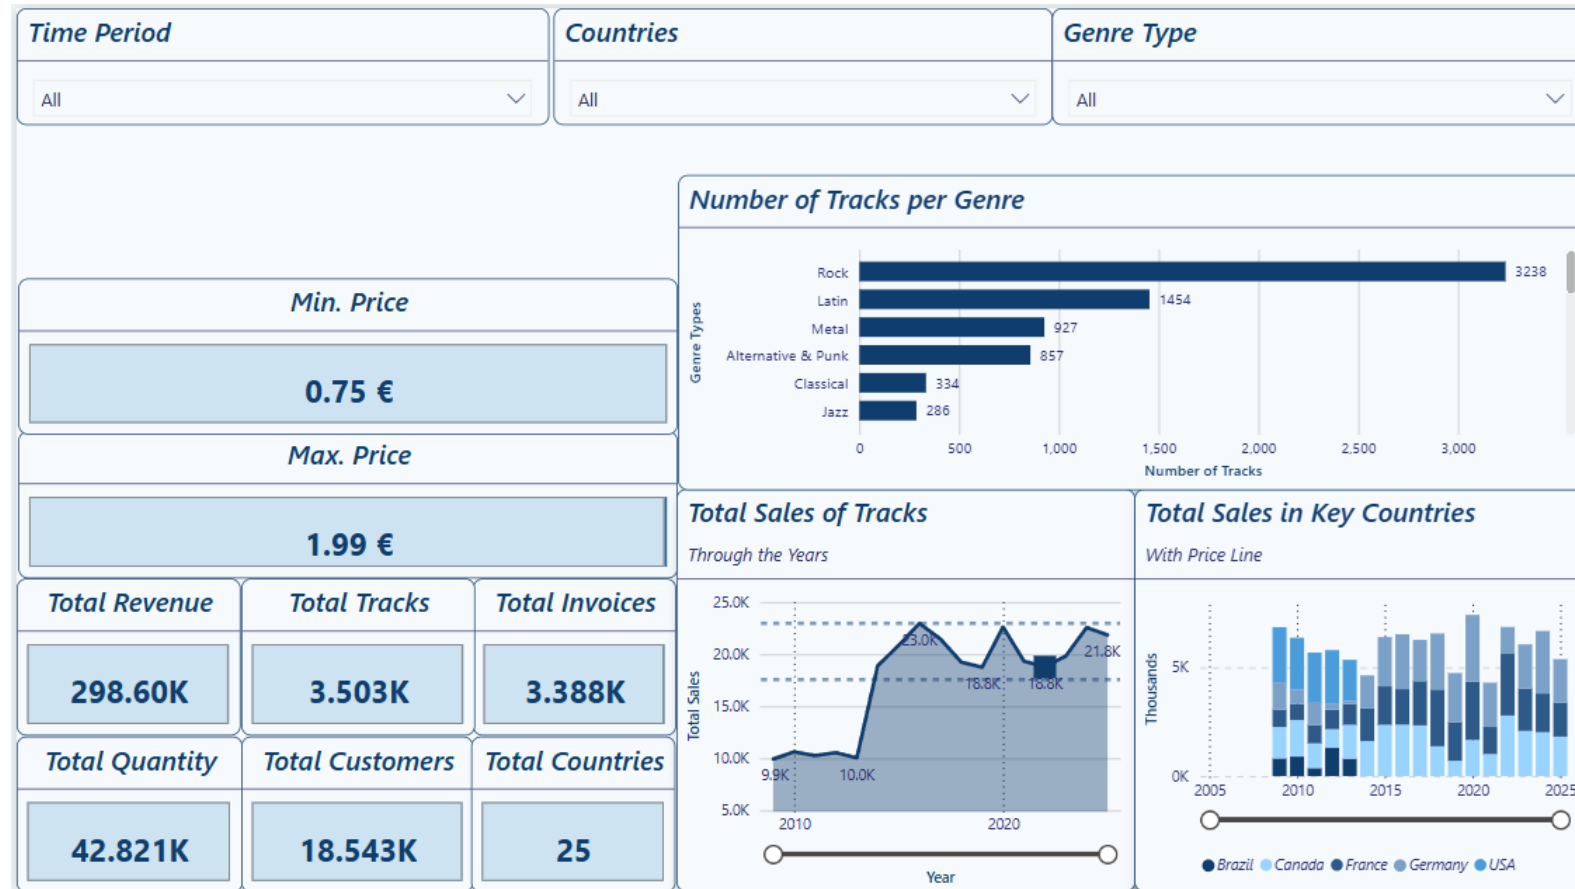 Time Period
Countries
Genre Type
All
All
All
Number of Tracks per Genre
Genre Types
Rock
3238
Latin
1454
Metal
927
Alternative & Punk
857
Classical
334
Jazz
286
0
500
1,000
1,500
2,000
2,500
3,000
Number of Tracks
Min. Price
0.75 €
Max. Price
1.99 €
Total Revenue
Total Tracks
Total Invoices
298.60K
3.503K
3.388K
Total Quantity
Total Customers
Total Countries
42.821K
18.543K
25
Total Sales of Tracks
Through the Years
Total Sales
25.0K
20.0K
15.0K
10.0K
5.0K
9.9K
10.0K
23.0K
18.8K
18.8K
21.8K
2010
2020
Year
Total Sales in Key Countries
With Price Line
Thousands
5K
0K
2005
2010
2015
2020
2025
Brazil
Canada
France
Germany
USA